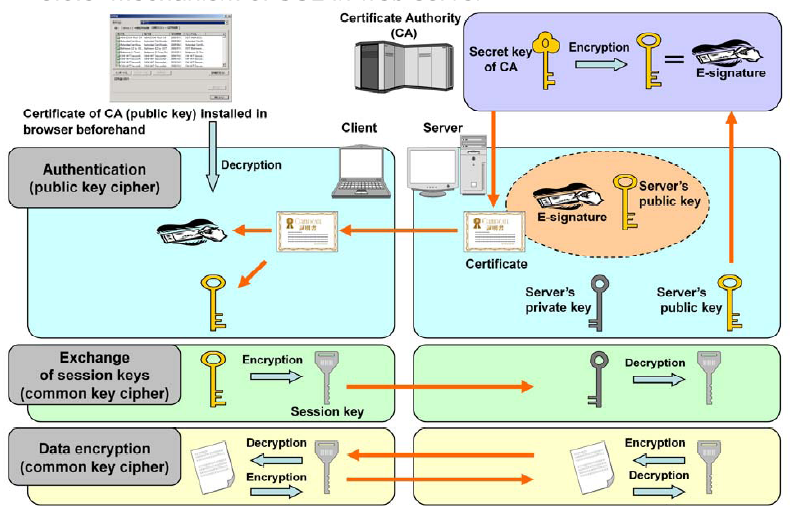 Certificate Authority
(CA)
Secret key
of CA
Encryption
=
E-signature
Certificate of CA (public key) Installed in
browser beforehand
Client
Server
Authentication
(public key cipher)
Decryption
E-signature
Server's
public key
Certificate
Server's
private key
Server's
public key
Exchange
of session keys
(common key cipher)
Encryption
Session key
Decryption
Data encryption
(common key cipher)
Decryption
Encryption
Encryption
Decryption